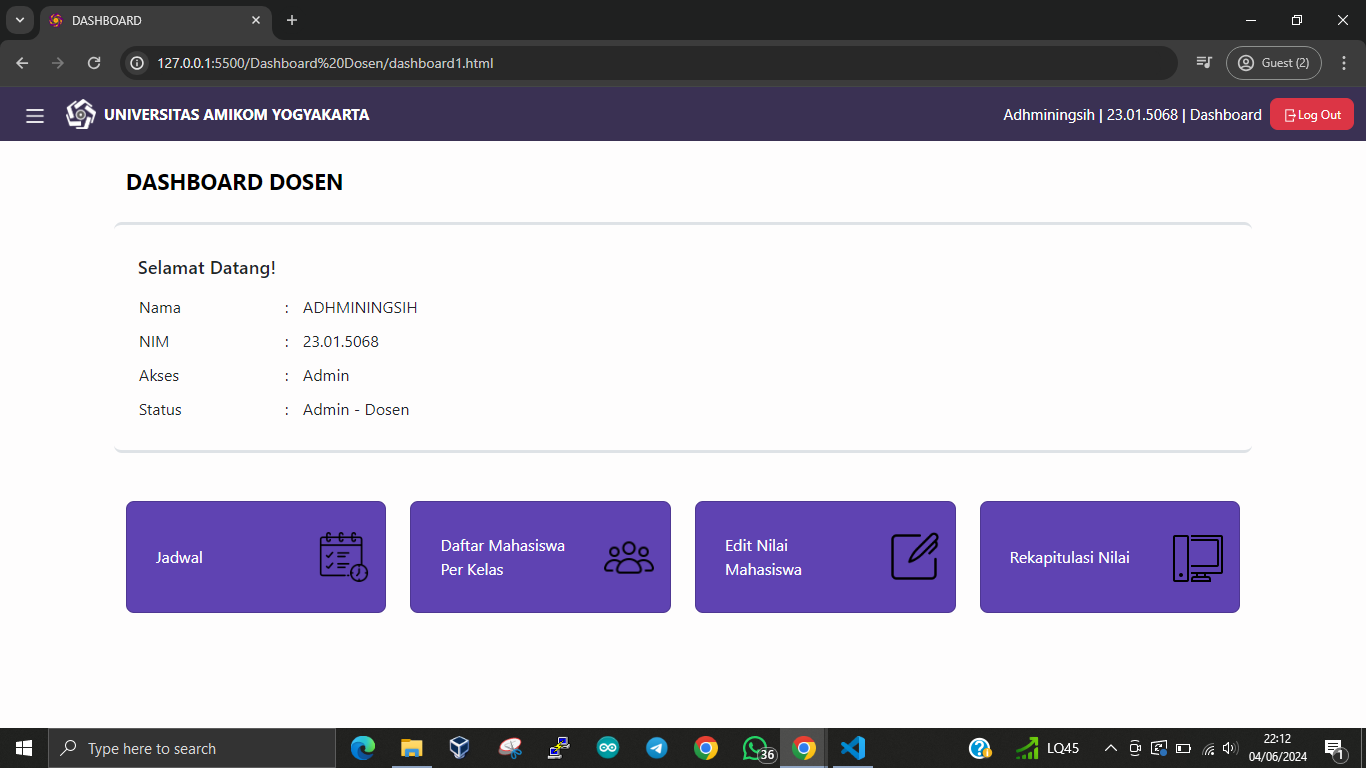 DASHBOARD
127.0.0.1:5500/Dashboard%20Dosen/dashboard1.html
Guest (2)
UNIVERSITAS AMIKOM YOGYAKARTA
Adhminingsih | 23.01.5068 | Dashboard
Log Out
DASHBOARD DOSEN
Selamat Datang!
Nama : ADHMININGSIH
NIM : 23.01.5068
Akses : Admin
Status : Admin - Dosen
Jadwal
Daftar Mahasiswa
Per Kelas
Edit Nilai
Mahasiswa
Rekapitulasi Nilai
Type here to search
36
LQ45
22:12
04/06/2024
1